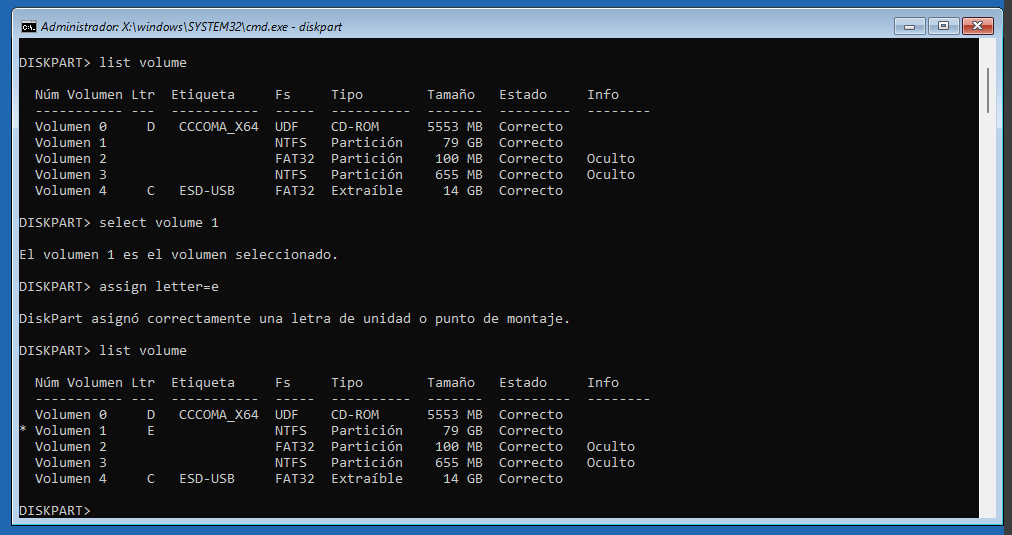 Administrador: X:\windows\SYSTEM32\cmd.exe - diskpart
DISKPART> list volume
Núm Volumen Ltr Etiqueta Fs Tipo Tamaño Estado Info
----------- --- ----------- ----- ---------- ------- --------- --------
Volumen 0 D CCCOMA_X64 UDF CD-ROM 5553 MB Correcto
Volumen 1 NTFS Partición 79 GB Correcto
Volumen 2 FAT32 Partición 100 MB Correcto Oculto
Volumen 3 NTFS Partición 655 MB Correcto Oculto
Volumen 4 C ESD-USB FAT32 Extraíble 14 GB Correcto
DISKPART> select volume 1
El volumen 1 es el volumen seleccionado.
DISKPART> assign letter=e
DiskPart asignó correctamente una letra de unidad o punto de montaje.
DISKPART> list volume
Núm Volumen Ltr Etiqueta Fs Tipo Tamaño Estado Info
----------- --- ----------- ----- ---------- ------- --------- --------
Volumen 0 D CCCOMA_X64 UDF CD-ROM 5553 MB Correcto
* Volumen 1 E NTFS Partición 79 GB Correcto
Volumen 2 FAT32 Partición 100 MB Correcto Oculto
Volumen 3 NTFS Partición 655 MB Correcto Oculto
Volumen 4 C ESD-USB FAT32 Extraíble 14 GB Correcto
DISKPART>